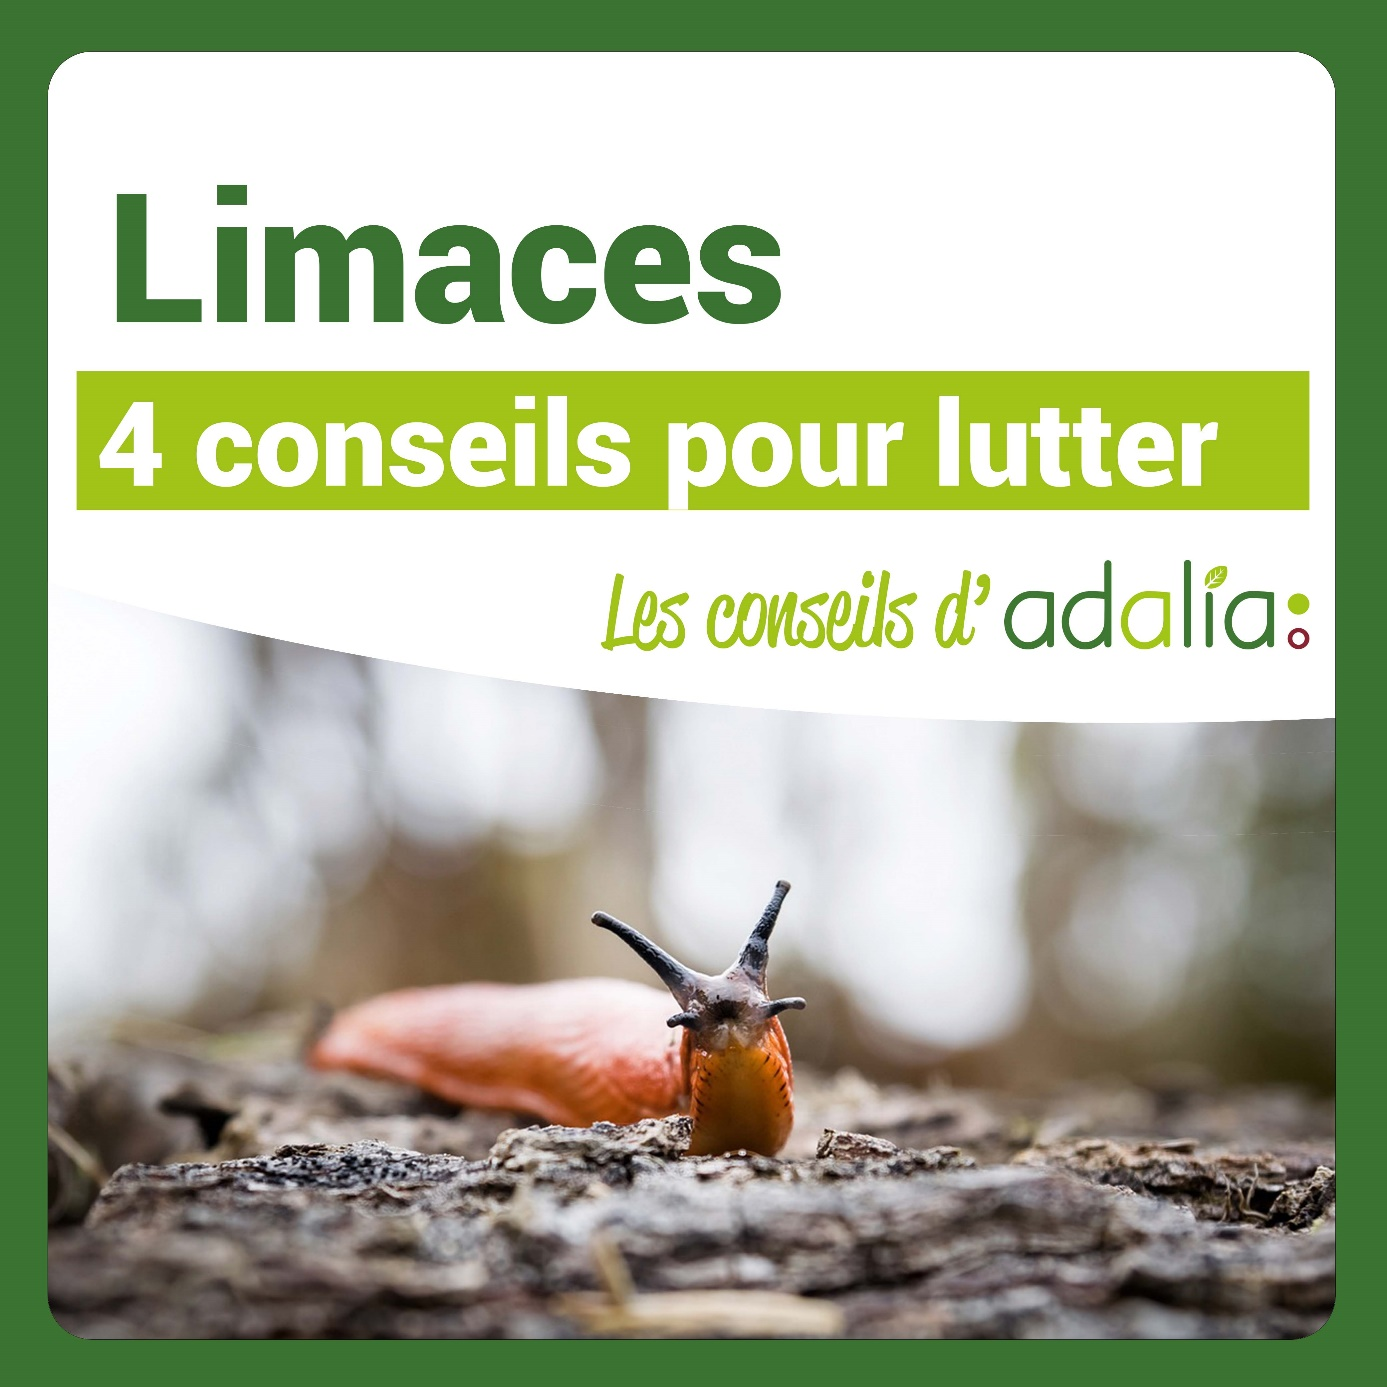 Limaces
4 conseils pour lutter
Les conseils d' adalia